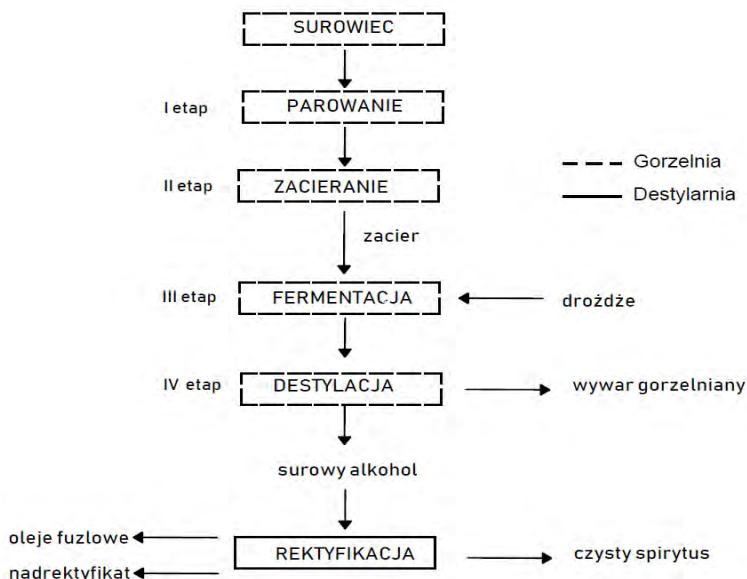 SUROWIEC
I etap
PAROWANIE
II etap
ZACIERANIE
Gorzelnia
Destylarnia
zacier
III etap
FERMENTACJA
drożdże
IV etap
DESTYLACJA
wywar gorzelniany
surowy alkohol
oleje fuzlowe
REKTYFIKACJA
czysty spirytus
nadrektyfikat